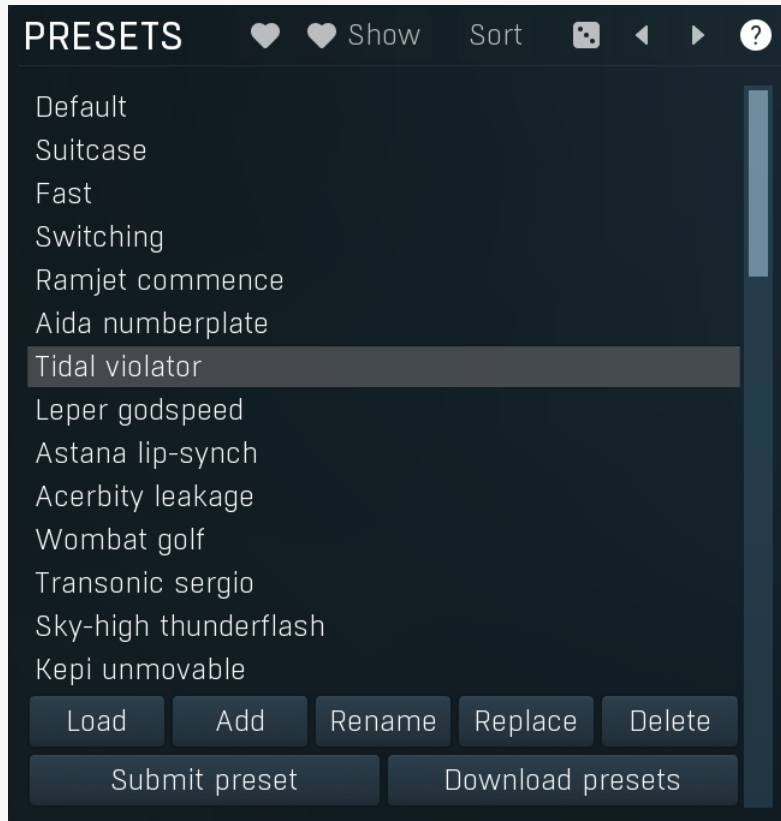 PRESETS Show Sort ?
Default
Suitcase
Fast
Switching
Ramjet commence
Aida numberplate
Tidal violator
Leper godspeed
Astana lip-synch
Acerbity leakage
Wombat golf
Transonic sergio
Sky-high thunderflash
Kepi unmovable
Load Add Rename Replace Delete
Submit preset Download presets